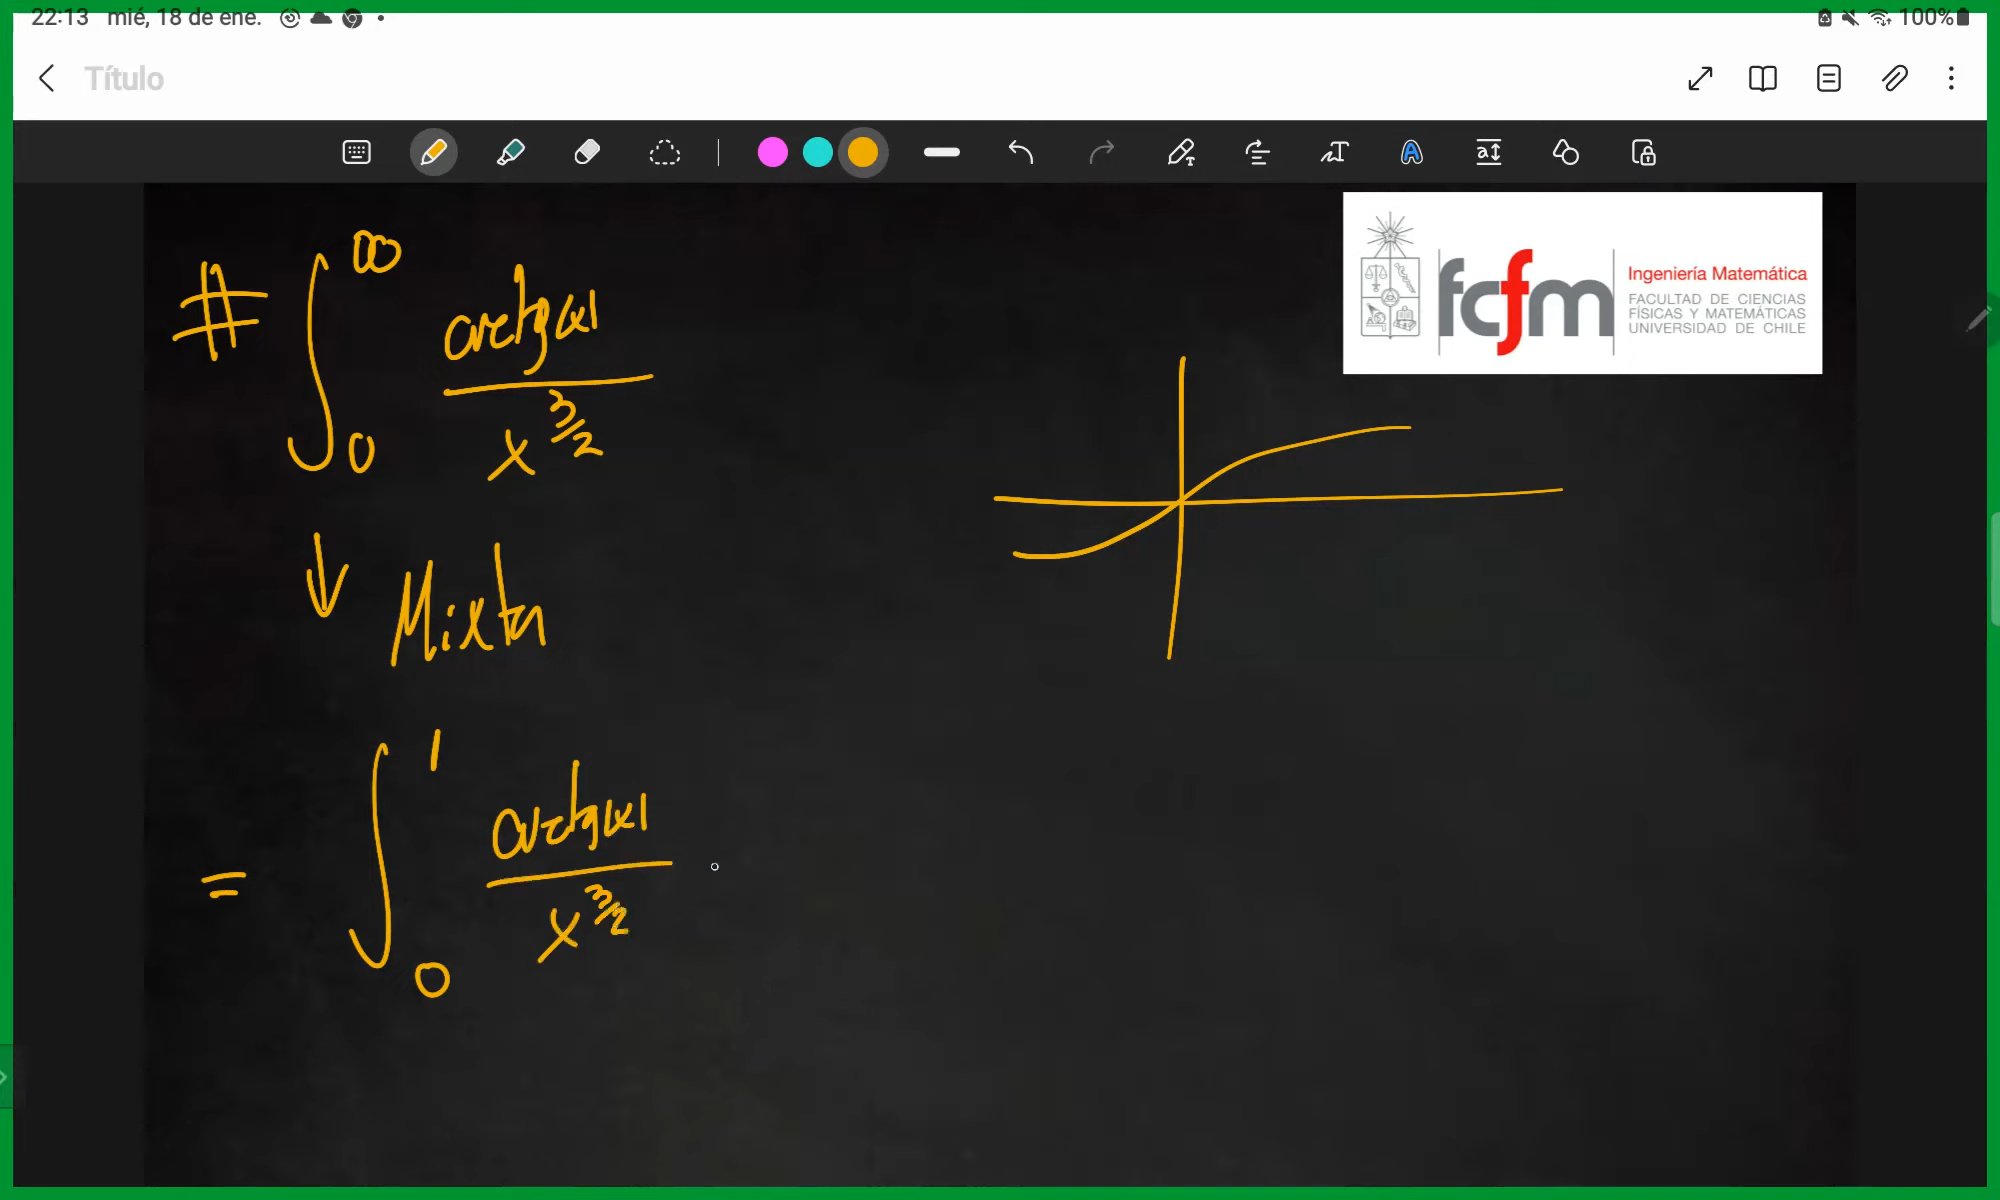 22:13 mié, 18 de ene. 100%
Título
# ∫₀^∞ arctg(x) / x^{3/2}
fcfm
Ingeniería Matemática
FACULTAD DE CIENCIAS
FÍSICAS Y MATEMÁTICAS
UNIVERSIDAD DE CHILE
↓ Mixta
= ∫₀^1 arctg(x) / x^{3/2}